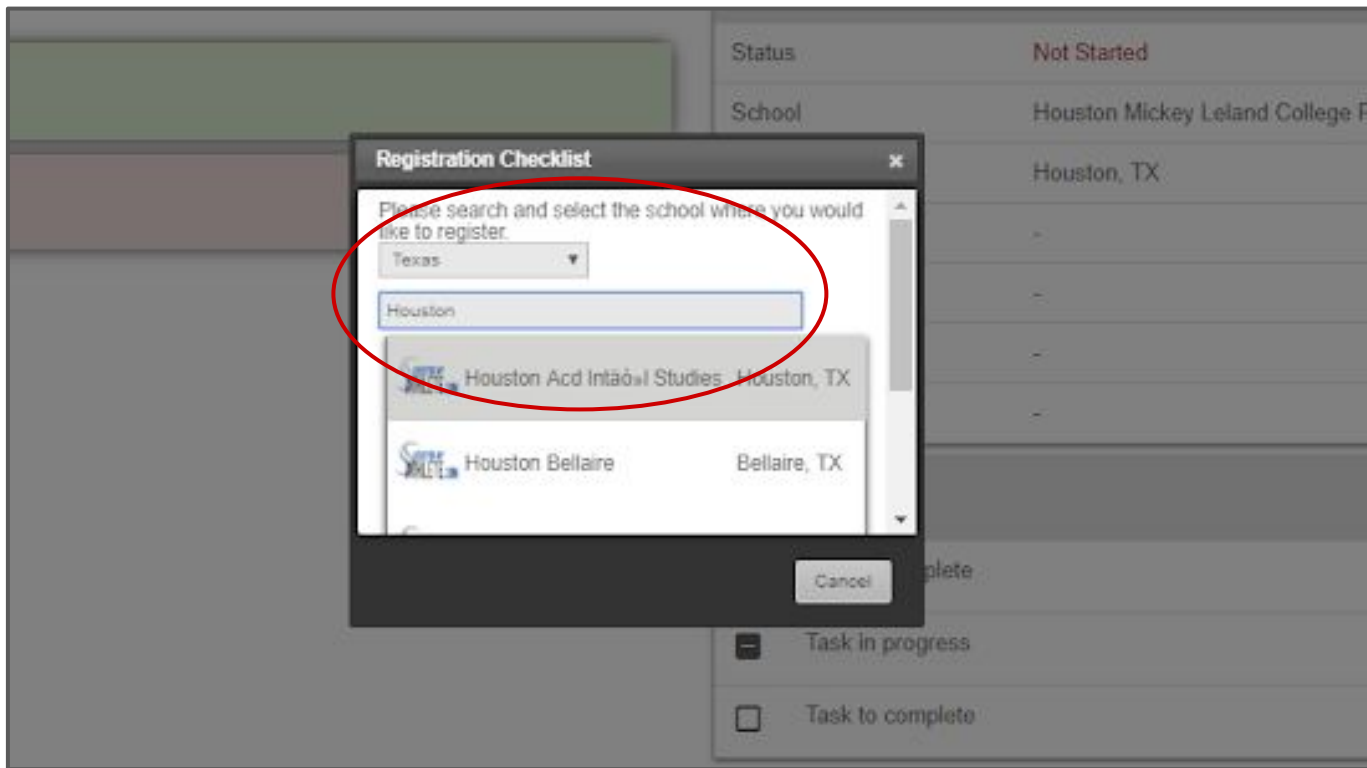 Status Not Started
School Houston Mickey Leland College
Houston, TX
-
-
-
-
Registration Checklist ×
Please search and select the school where you would
like to register.
Texas
Houston
Houston Acd Intäô»l Studies Houston, TX
Houston Bellaire Bellaire, TX
Cancel
plete
Task in progress
Task to complete